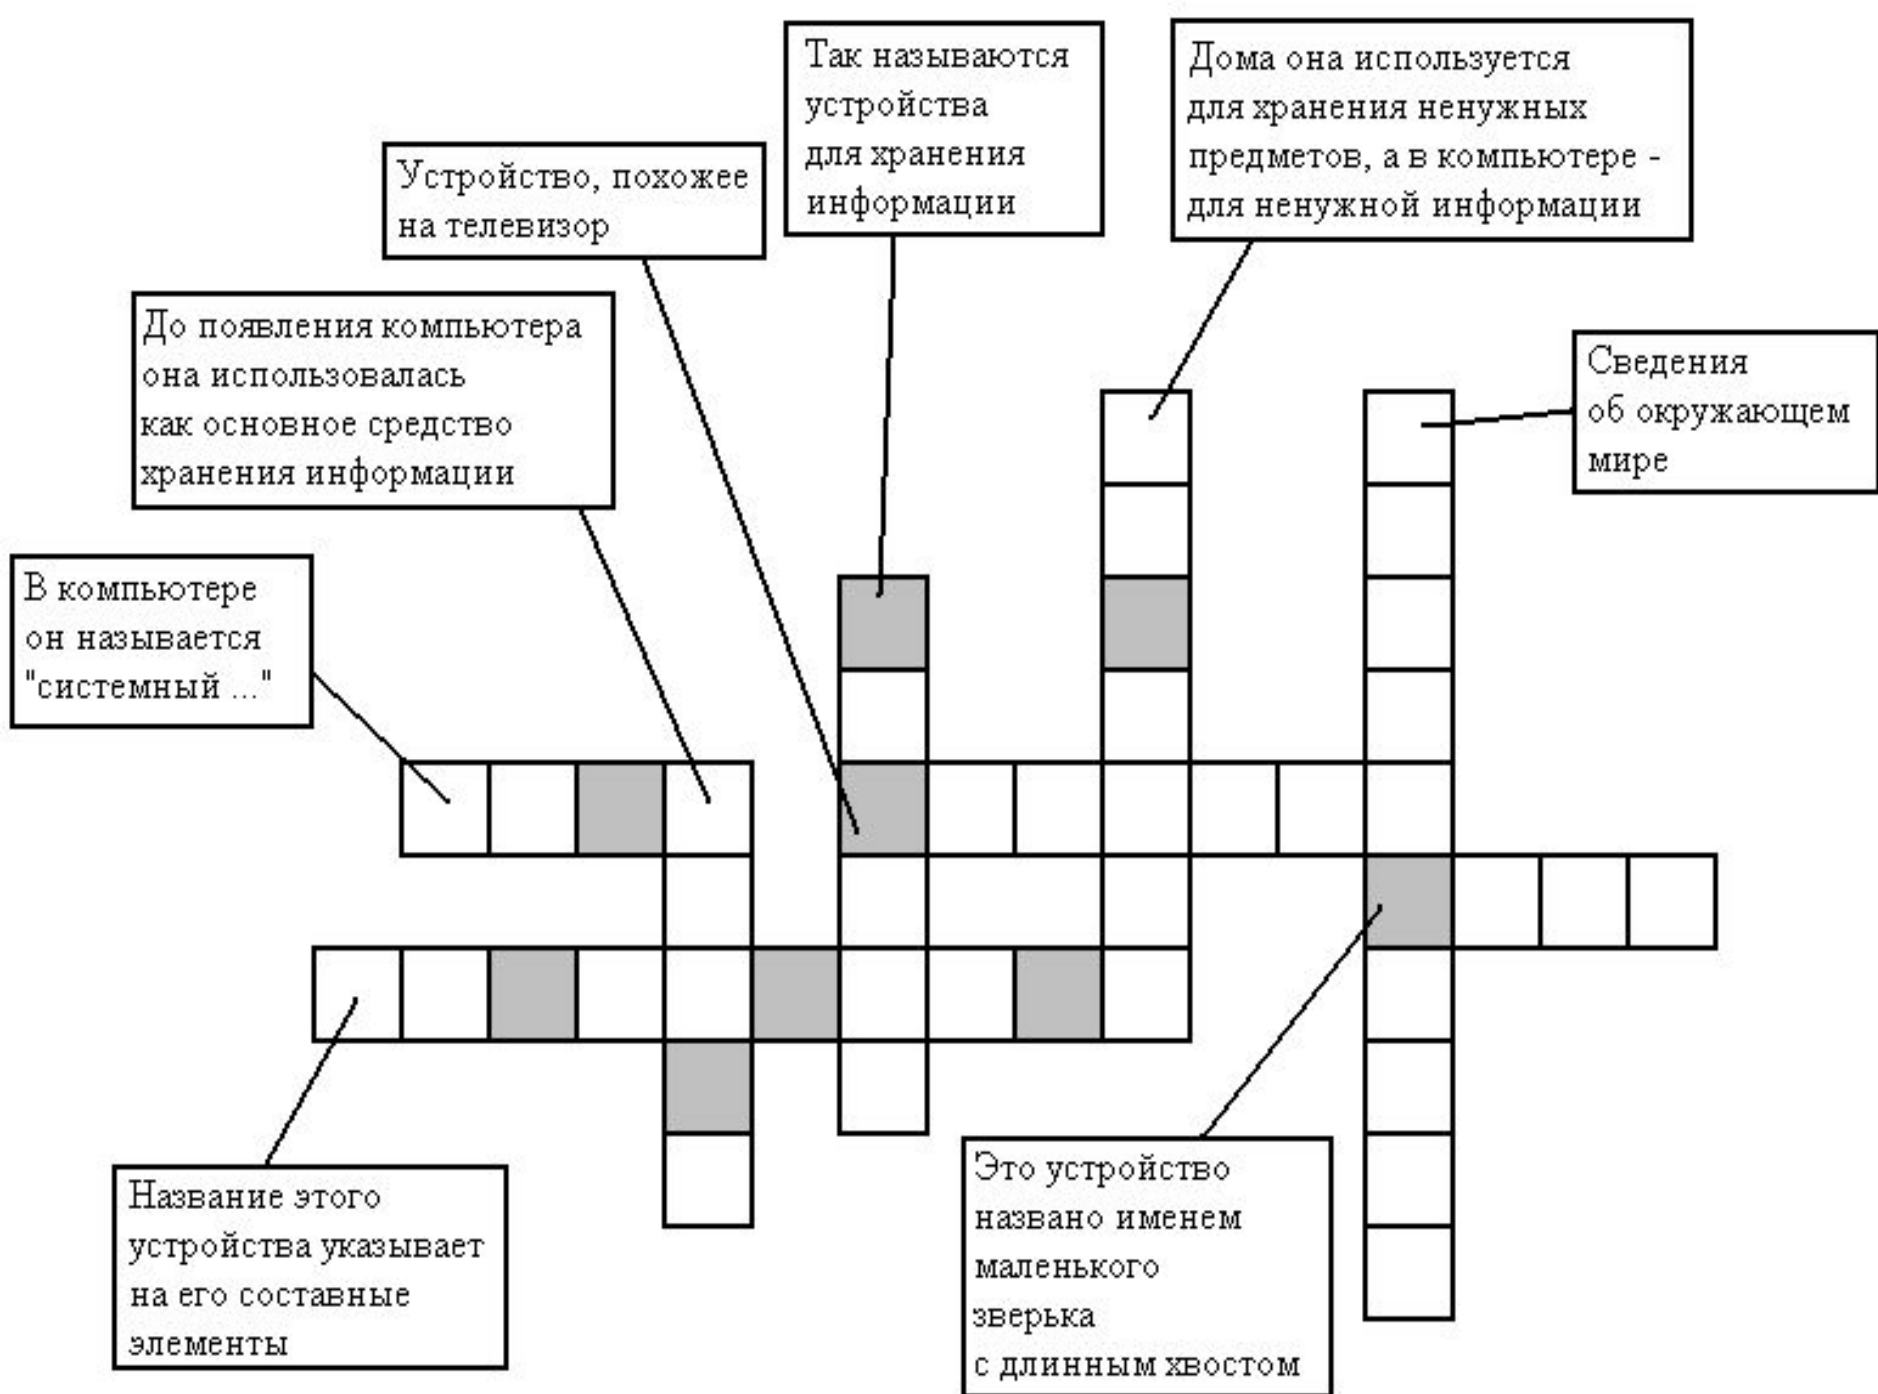 Так называются
устройства
для хранения
информации
Дома она используется
для хранения ненужных
предметов, а в компьютере -
для ненужной информации
Устройство, похожее
на телевизор
До появления компьютера
она использовалась
как основное средство
хранения информации
Сведения
об окружающем
мире
В компьютере
он называется
"системный ..."
Название этого
устройства указывает
на его составные
элементы
Это устройство
названо именем
маленького
зверька
с длинным хвостом